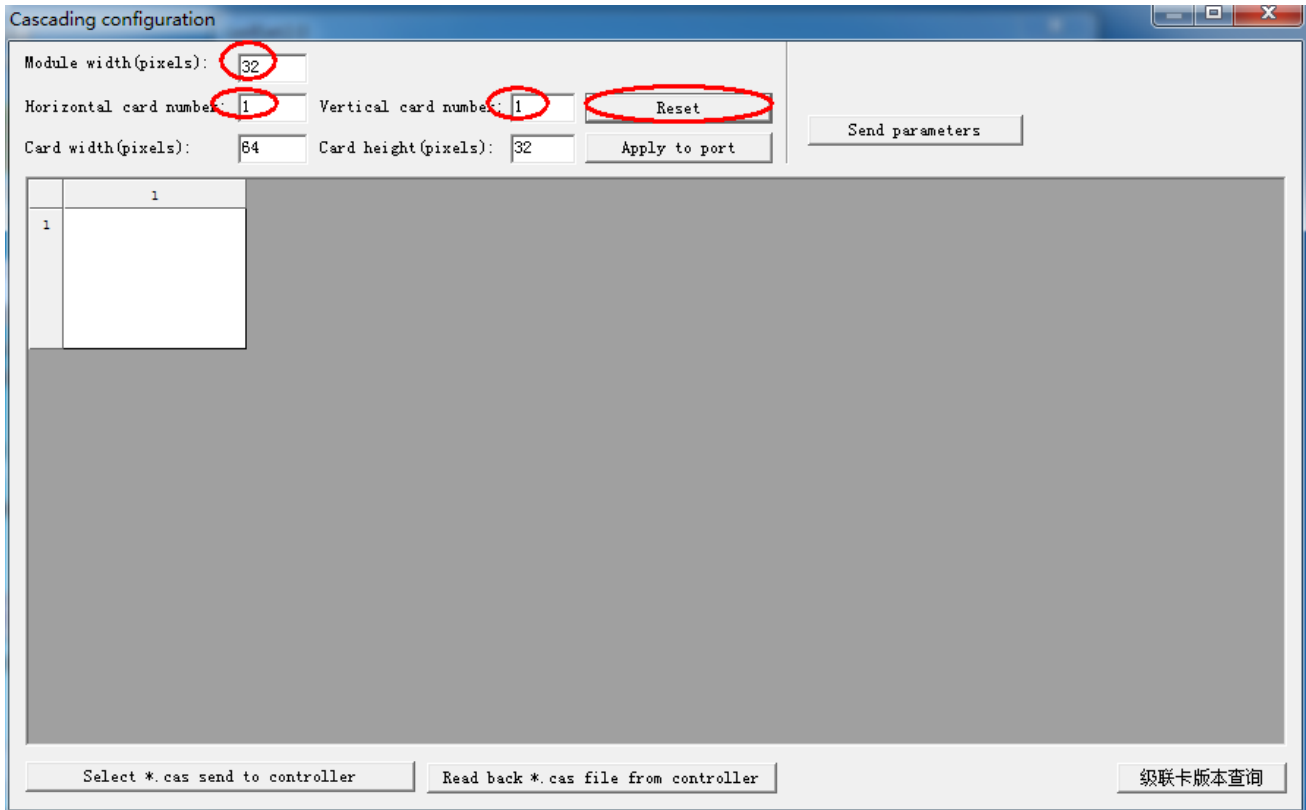 Cascading configuration
Module width(pixels): 32
Horizontal card number: 1 Vertical card number: 1 Reset
Send parameters
Card width(pixels): 64 Card height(pixels): 32 Apply to port
1
1
Select *.cas send to controller Read back *.cas file from controller 级联卡版本查询